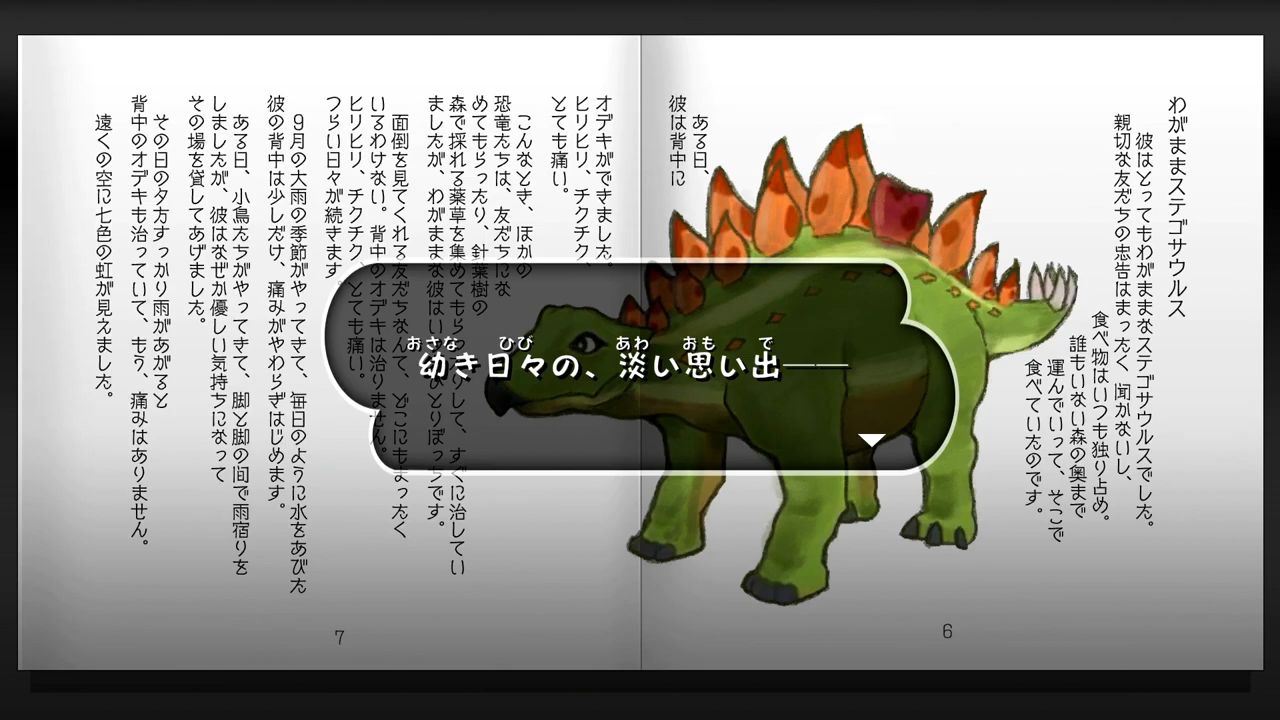 わがままステゴサウルス
彼はとってもわがままなステゴサウルスでした。
親切な友だちの忠告はまったく、聞かないし、
食べ物はいつも独り占め。
誰もいない森の奥まで
運んでいって、そこで
食べていたのです。
ある日、
彼は背中に
6
オデキができました。
ヒリヒリ、チクチク、
とても痛い。
こんなとき、ほかの
恐竜たちは、友だちにな
めてもらったり、針葉樹の
森で採れる薬草を集めてもらったりして、すぐに治してい
ましたが、わがままな彼はい ひとりぼっちです。
面倒を見てくれる友だちなんて、どこにもまったく
いるわけない。背中のオデキは治りません。
ヒリヒリ、チクチク、とても痛い。
つらい日々が続きます。
9月の大雨の季節がやってきて、毎日のように水をあびた
彼の背中は少しだけ、痛みがやわらぎはじめます。
ある日、小鳥たちがやってきて、脚と脚の間で雨宿りを
しましたが、彼はなぜか優しい気持ちになって
その場を貸してあげました。
その日の夕方すっかり雨があがると
背中のオデキも治っていて、もう、痛みはありません。
遠くの空に七色の虹が見えました。
7
おさな ひび あわ おも で
幼き日々の、淡い思い出――